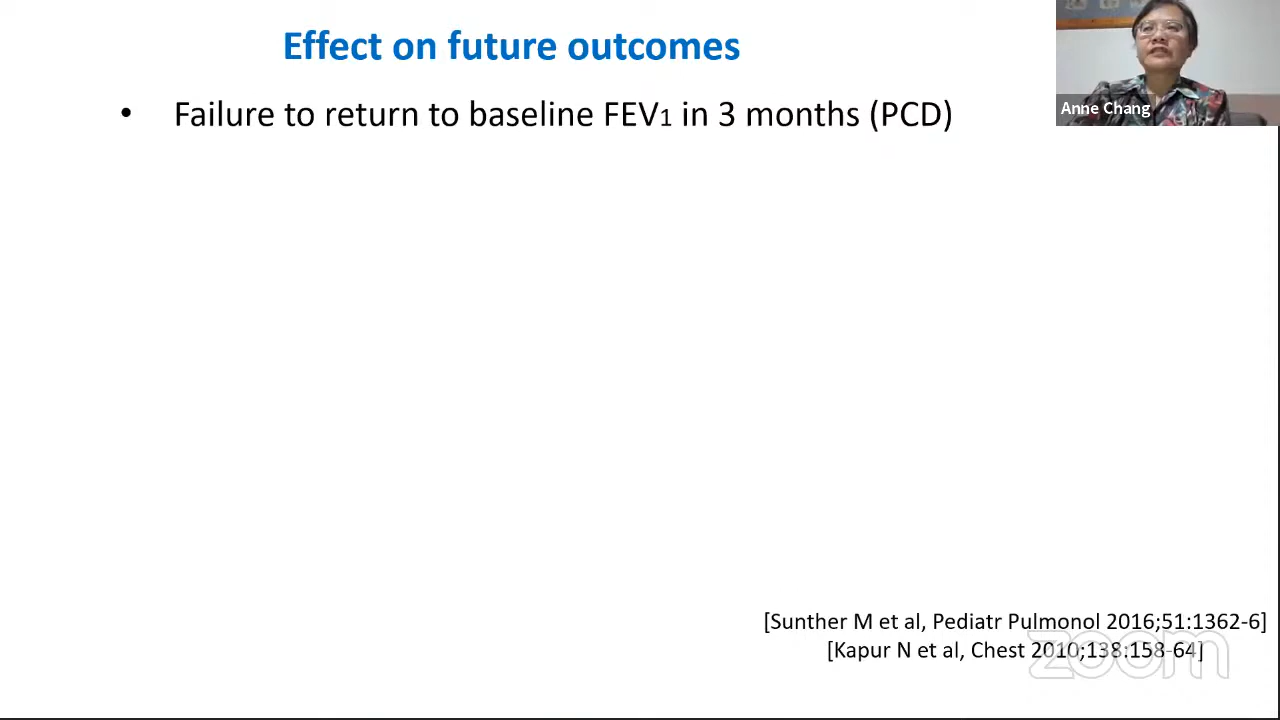 Effect on future outcomes
• Failure to return to baseline FEV1 in 3 months (PCD)
Anne Chang
[Sunther M et al, Pediatr Pulmonol 2016;51:1362-6]
[Kapur N et al, Chest 2010;138:158-64]
zoom